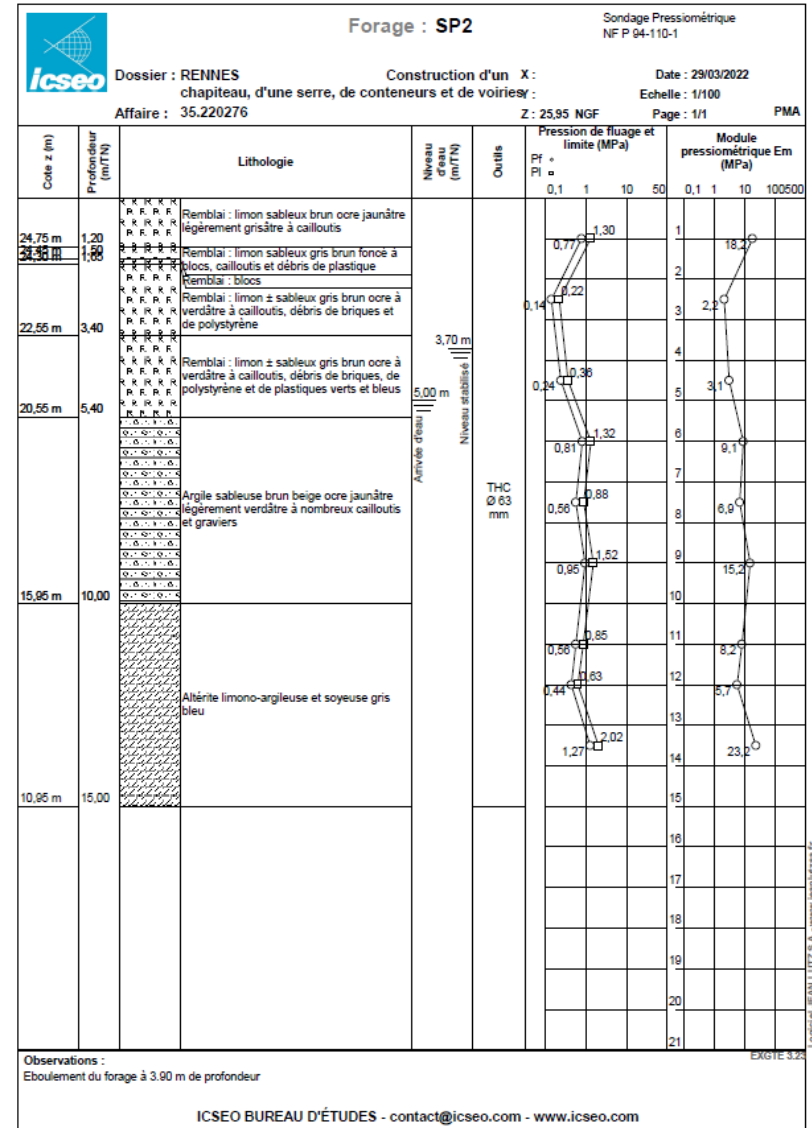 icseo
Forage : SP2
Sondage Pressiométrique
NF P 94-110-1
Dossier : RENNES Construction d'un
chapiteau, d'une serre, de conteneurs et de voiries
Affaire : 35.220276
X :
Y :
Z : 25,95 NGF
Date : 29/03/2022
Echelle : 1/100
Page : 1/1
PMA
Cote z (m)
Profondeur (m/TN)
Lithologie
Niveau d'eau (m/TN)
Outils
Pression de fluage et
limite (MPa)
Pf
Pl
0,1 1 10 50
Module
pressiométrique Em
(MPa)
0,1 1 10 100500
Remblai : limon sableux brun ocre jaunâtre
légèrement grisâtre à cailloutis
24,75 m 1,20
1,50
1,65
Remblai : limon sableux gris brun foncé à
blocs, cailloutis et débris de plastique
Remblai : blocs
Remblai : limon ± sableux gris brun ocre à
verdâtre à cailloutis, débris de briques et
de polystyrène
22,55 m 3,40
Remblai : limon ± sableux gris brun ocre à
verdâtre à cailloutis, débris de briques, de
polystyrène et de plastiques verts et bleus
20,55 m 5,40
Argile sableuse brun beige ocre jaunâtre
légèrement verdâtre à nombreux cailloutis
et graviers
15,95 m 10,00
Altérite limono-argileuse et soyeuse gris
bleu
10,95 m 15,00
3,70 m
Niveau stabilisé
5,00 m
Arrivée d'eau
THC
Ø 63
mm
0,77 1,30
0,14 0,22
0,24 0,36
0,81 1,32
0,56 0,88
0,95 1,52
0,56 0,85
0,44 0,63
1,27 2,02
1
2
3
4
5
6
7
8
9
10
11
12
13
14
15
16
17
18
19
20
21
18,2
2,2
3,1
9,1
6,9
15,2
8,2
5,7
23,2
EXGTE 3.23
Observations :
Eboulement du forage à 3.90 m de profondeur
ICSEO BUREAU D'ÉTUDES - contact@icseo.com - www.icseo.com